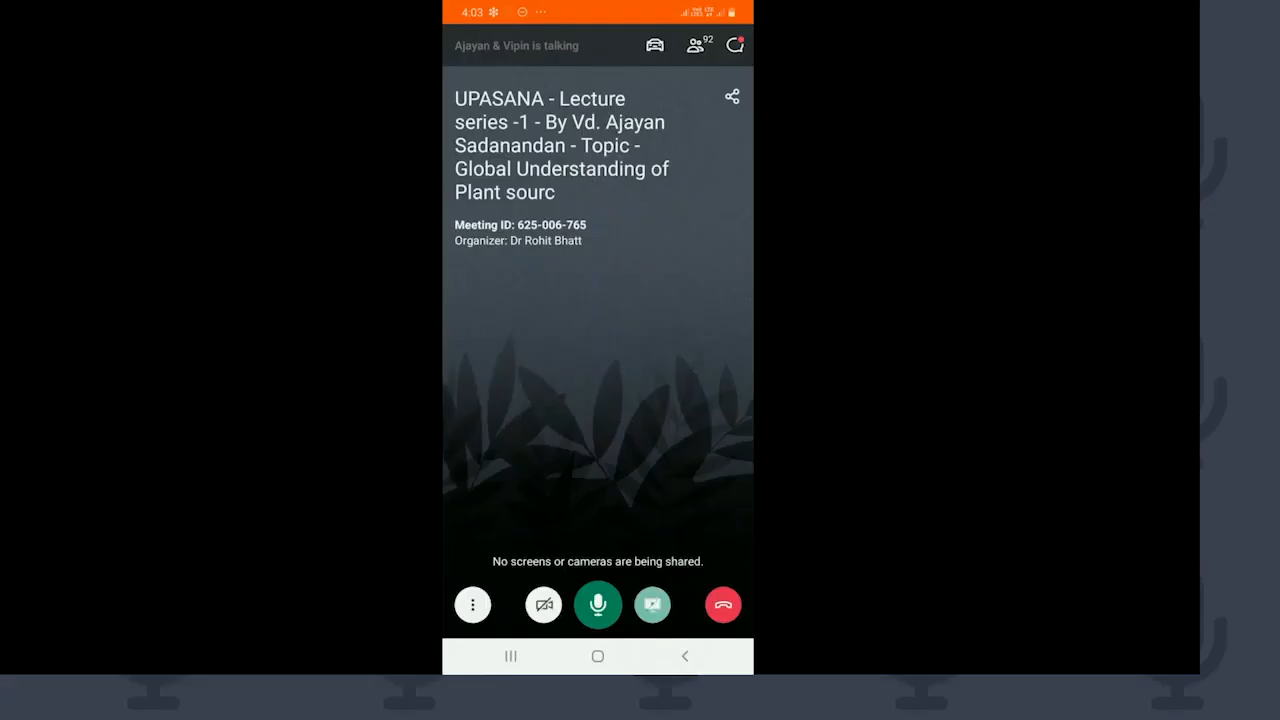 4:03
Ajayan & Vipin is talking
92
UPASANA - Lecture
series -1 - By Vd. Ajayan
Sadanandan - Topic -
Global Understanding of
Plant sourc
Meeting ID: 625-006-765
Organizer: Dr Rohit Bhatt
No screens or cameras are being shared.